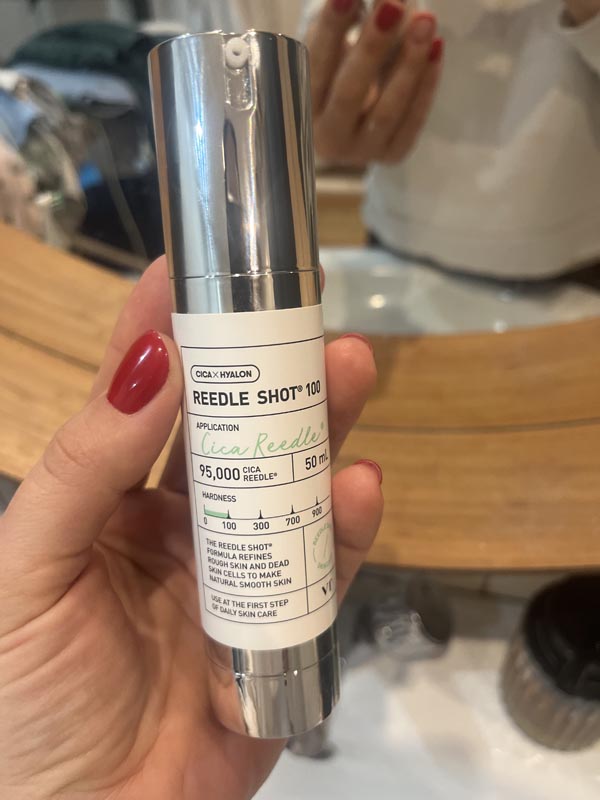 CICA×HYALON
REEDLE SHOT® 100
APPLICATION
Cica Reedle®
95,000 CICA REEDLE®
50 mL
HARDNESS
0 100 300 700 900
THE REEDLE SHOT®
FORMULA REFINES
ROUGH SKIN AND DEAD
SKIN CELLS TO MAKE
NATURAL SMOOTH SKIN
USE AT THE FIRST STEP
OF DAILY SKIN CARE